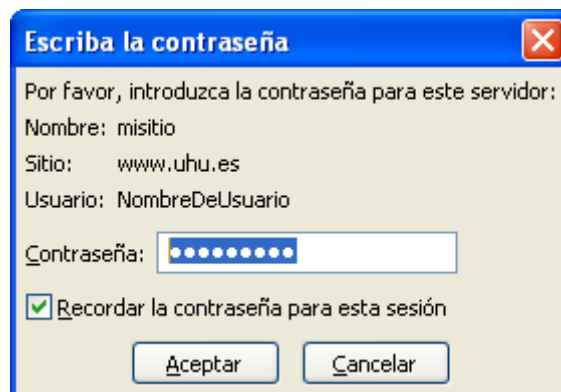 Escriba la contraseña
Por favor, introduzca la contraseña para este servidor:
Nombre: misitio
Sitio: www.uhu.es
Usuario: NombreDeUsuario
Contraseña: ●●●●●●●●●
Recordar la contraseña para esta sesión
Aceptar Cancelar